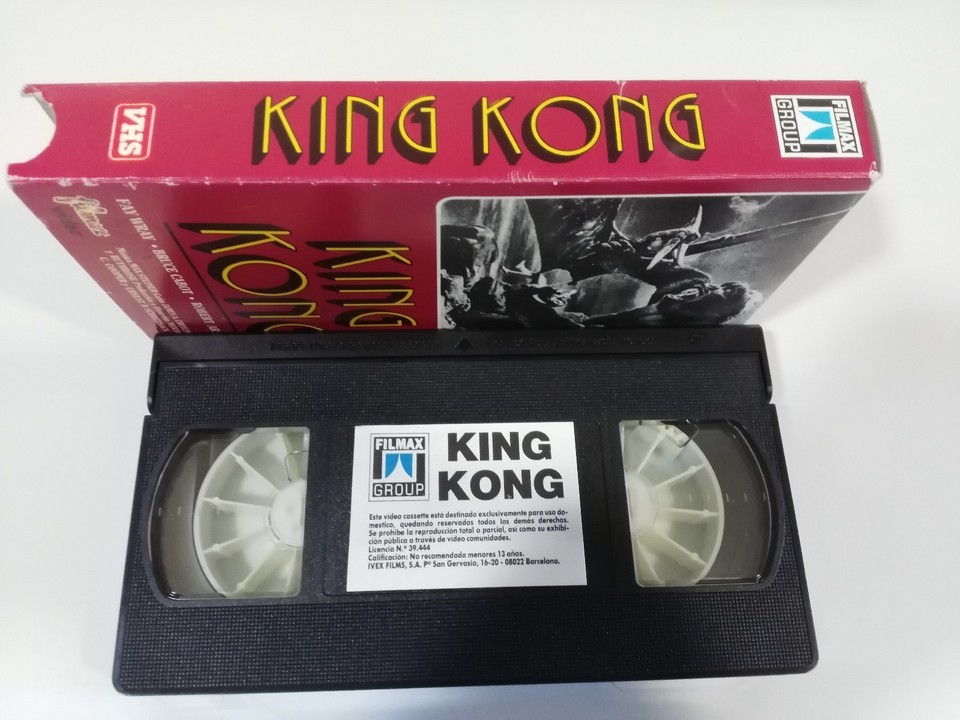 VHS
KING KONG
FILMAX
GROUP
FAY WRAY · BRUCE CABOT · ROBERT
KING
KONG
FILMAX
GROUP
KING
KONG
Este video cassette está destinado exclusivamente para uso do-
mestico, quedando reservados todos los demás derechos.
Se prohibe la reproducción total o parcial, así como su exhibi-
ción pública a través de video comunidades.
Licencia N.º 39.444
Calificación: No recomendada menores 13 años.
IVEX FILMS, S.A. Pº San Gervasio, 16-20 - 08022 Barcelona.